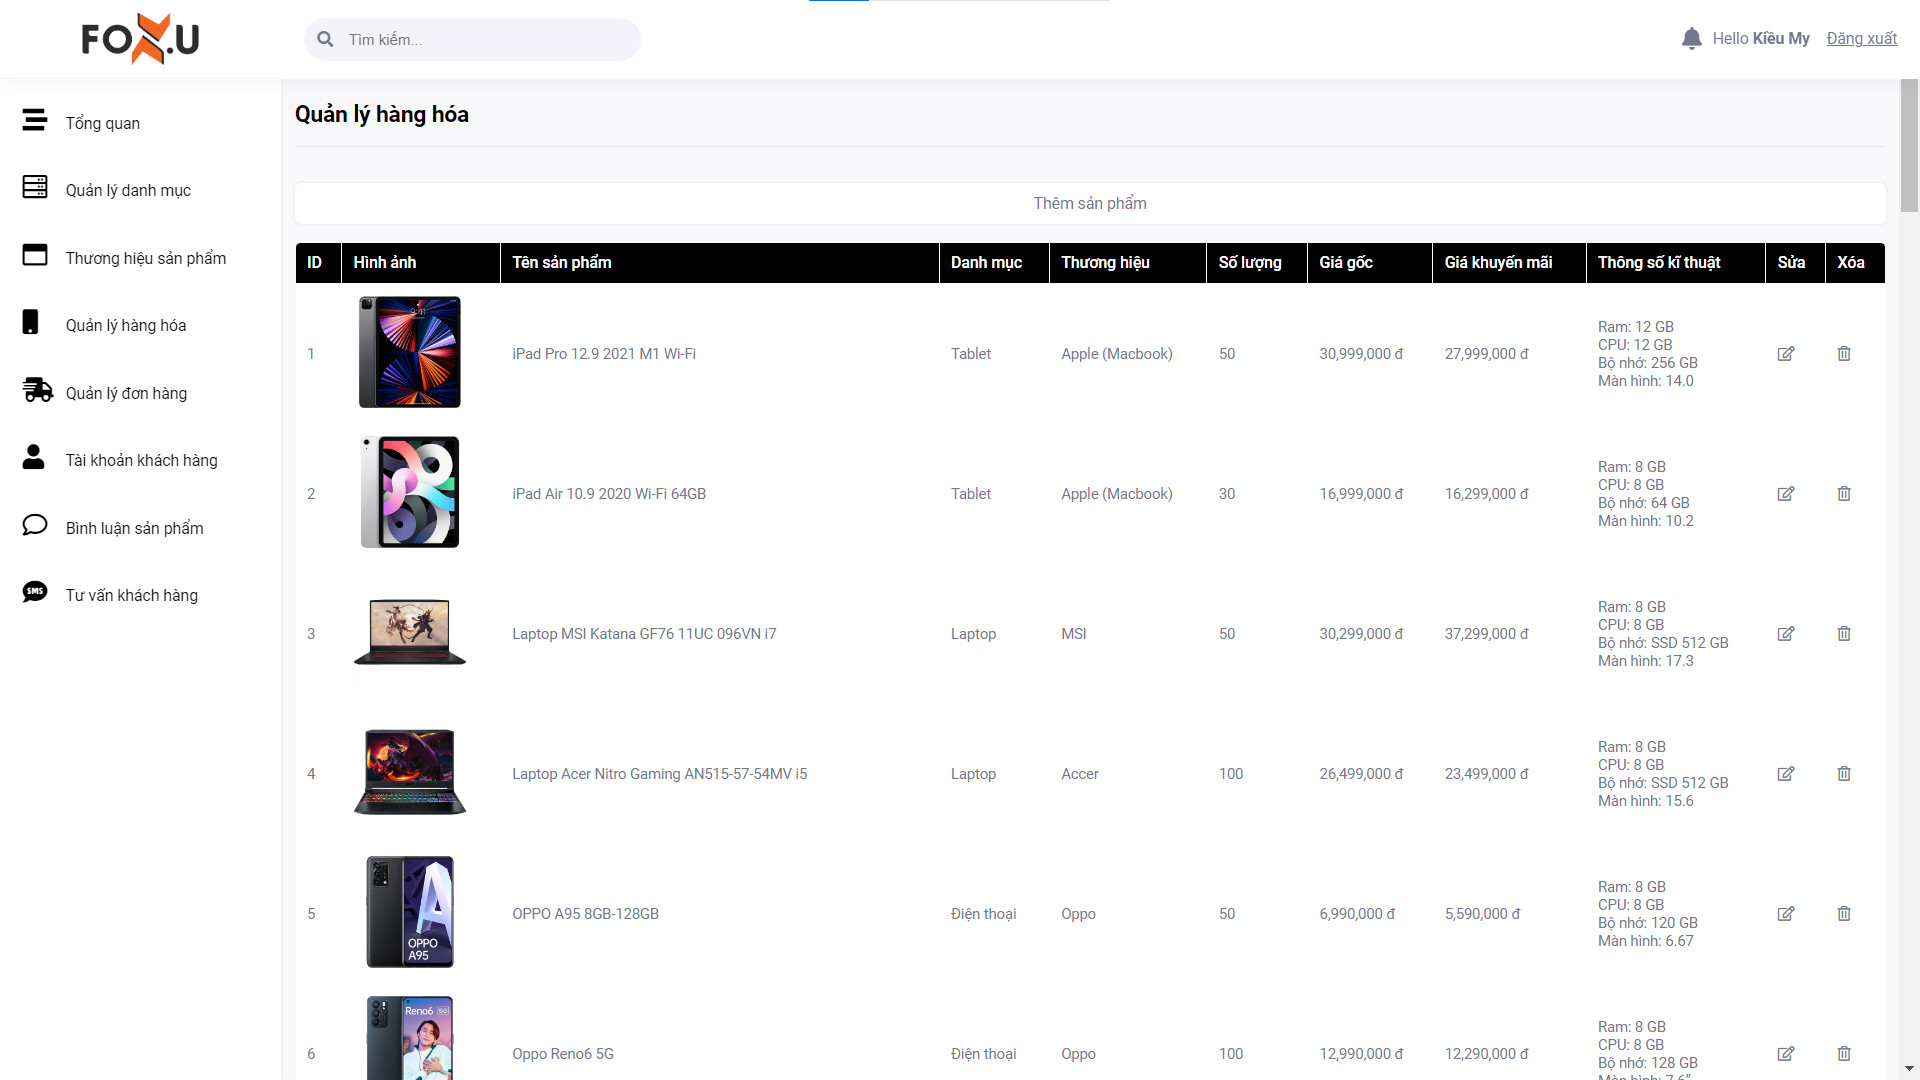 FOX.U
Tìm kiếm...
Hello Kiều My
Đăng xuất
Tổng quan
Quản lý danh mục
Thương hiệu sản phẩm
Quản lý hàng hóa
Quản lý đơn hàng
Tài khoản khách hàng
Bình luận sản phẩm
SMS
Tư vấn khách hàng
Quản lý hàng hóa
Thêm sản phẩm
ID Hình ảnh Tên sản phẩm Danh mục Thương hiệu Số lượng Giá gốc Giá khuyến mãi Thông số kĩ thuật Sửa Xóa
9:41
1 iPad Pro 12.9 2021 M1 Wi-Fi Tablet Apple (Macbook) 50 30,999,000 đ 27,999,000 đ
Ram: 12 GB
CPU: 12 GB
Bộ nhớ: 256 GB
Màn hình: 14.0
2 iPad Air 10.9 2020 Wi-Fi 64GB Tablet Apple (Macbook) 30 16,999,000 đ 16,299,000 đ
Ram: 8 GB
CPU: 8 GB
Bộ nhớ: 64 GB
Màn hình: 10.2
3 Laptop MSI Katana GF76 11UC 096VN i7 Laptop MSI 50 30,299,000 đ 37,299,000 đ
Ram: 8 GB
CPU: 8 GB
Bộ nhớ: SSD 512 GB
Màn hình: 17.3
4 Laptop Acer Nitro Gaming AN515-57-54MV i5 Laptop Accer 100 26,499,000 đ 23,499,000 đ
Ram: 8 GB
CPU: 8 GB
Bộ nhớ: SSD 512 GB
Màn hình: 15.6
OPPO
A95
5 OPPO A95 8GB-128GB Điện thoại Oppo 50 6,990,000 đ 5,590,000 đ
Ram: 8 GB
CPU: 8 GB
Bộ nhớ: 120 GB
Màn hình: 6.67
Reno6 5G
6 Oppo Reno6 5G Điện thoại Oppo 100 12,990,000 đ 12,290,000 đ
Ram: 8 GB
CPU: 8 GB
Bộ nhớ: 128 GB
Màn hình: 7.6"